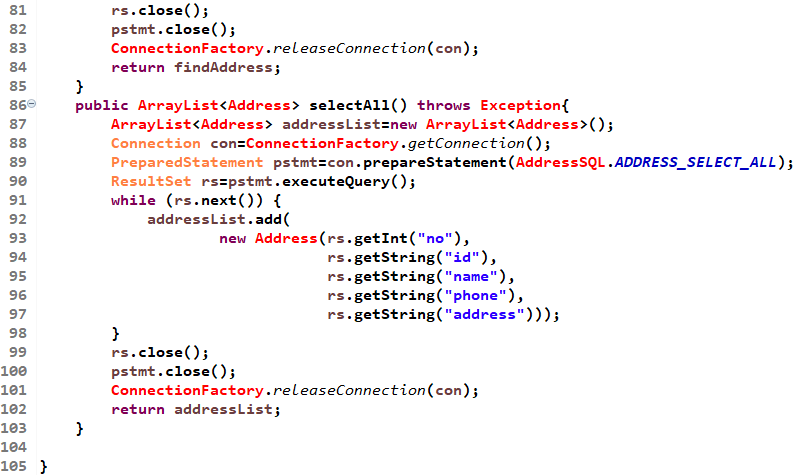 81         rs.close();
82         pstmt.close();
83         ConnectionFactory.releaseConnection(con);
84         return findAddress;
85     }
86     public ArrayList<Address> selectAll() throws Exception{
87         ArrayList<Address> addressList=new ArrayList<Address>();
88         Connection con=ConnectionFactory.getConnection();
89         PreparedStatement pstmt=con.prepareStatement(AddressSQL.ADDRESS_SELECT_ALL);
90         ResultSet rs=pstmt.executeQuery();
91         while (rs.next()) {
92             addressList.add(
93                     new Address(rs.getInt("no"),
94                                 rs.getString("id"),
95                                 rs.getString("name"),
96                                 rs.getString("phone"),
97                                 rs.getString("address")));
98         }
99         rs.close();
100         pstmt.close();
101         ConnectionFactory.releaseConnection(con);
102         return addressList;
103     }
104
105 }